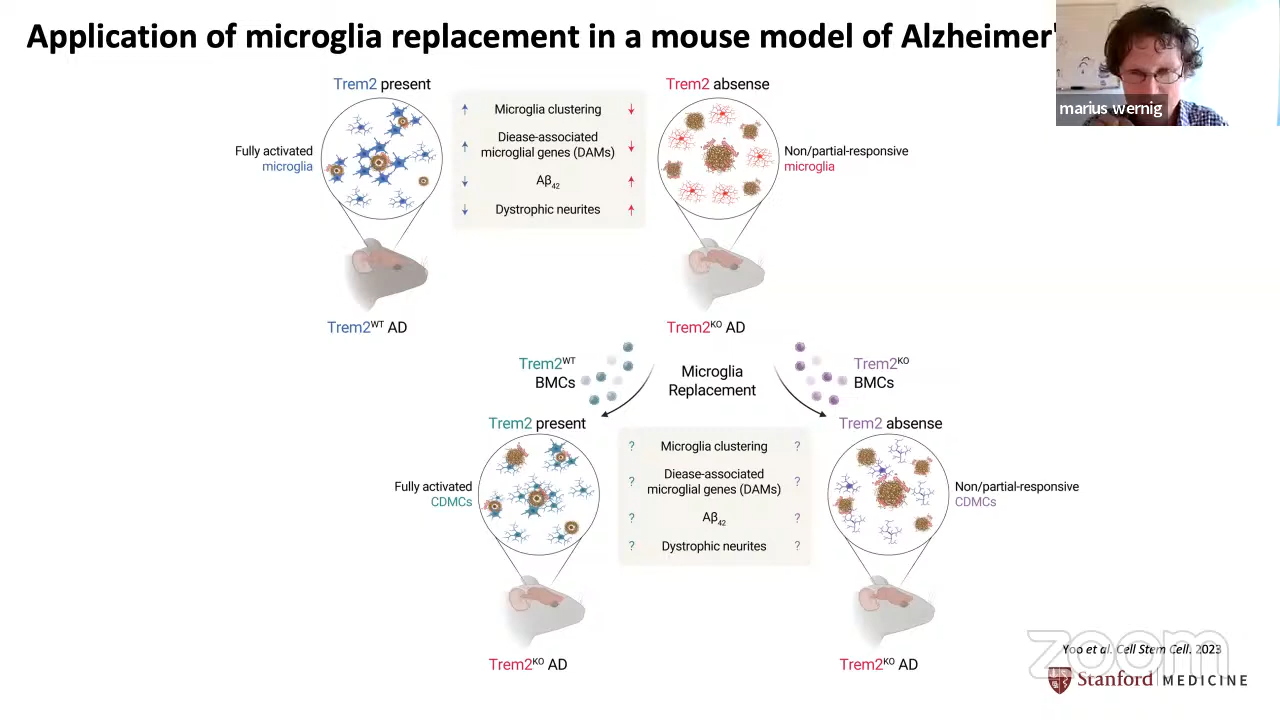 Application of microglia replacement in a mouse model of Alzheimer'
marius wernig
Trem2 present
Trem2 absense
Fully activated
microglia
↑ Microglia clustering ↓
↑ Diease-associated
microglial genes (DAMs) ↓
↓ Aβ42 ↑
↓ Dystrophic neurites ↑
Non/partial-responsive
microglia
Trem2WT AD
Trem2KO AD
Trem2WT
BMCs
Microglia
Replacement
Trem2KO
BMCs
Trem2 present
Trem2 absense
Fully activated
CDMCs
? Microglia clustering ?
? Diease-associated
microglial genes (DAMs) ?
? Aβ42 ?
? Dystrophic neurites ?
Non/partial-responsive
CDMCs
Trem2KO AD
Trem2KO AD
zoom
Yoo et al. Cell Stem Cell. 2023
Stanford MEDICINE